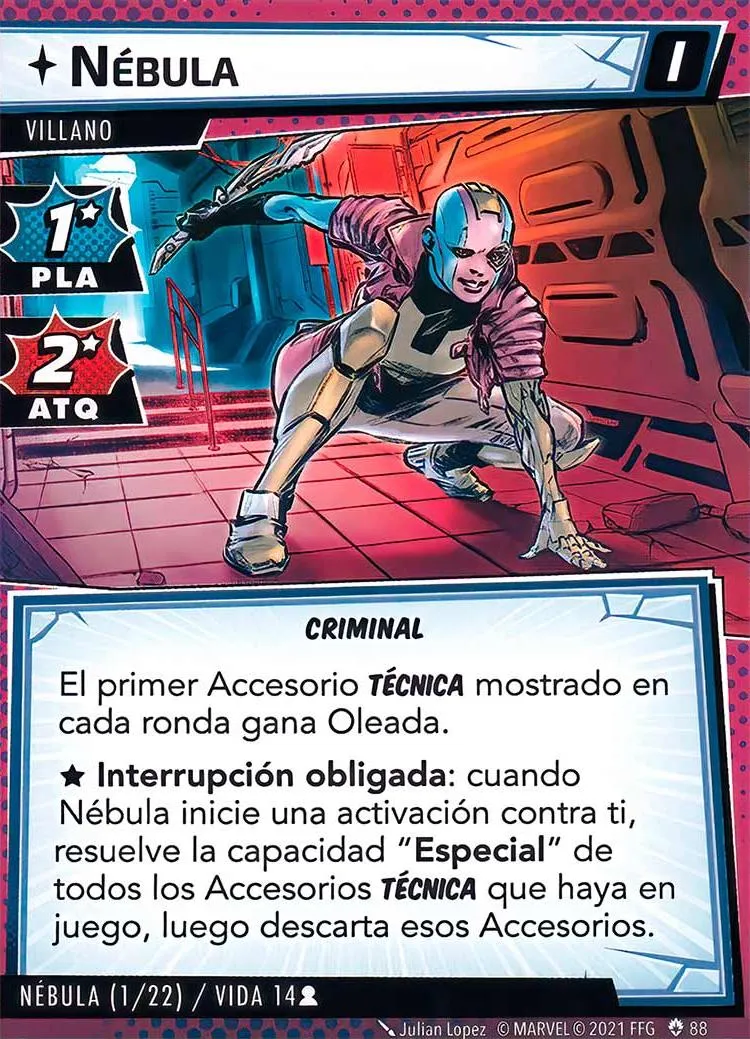 NÉBULA
I
VILLANO
1
PLA
2
ATQ
CRIMINAL
El primer Accesorio TÉCNICA mostrado en
cada ronda gana Oleada.
★ Interrupción obligada: cuando
Nébula inicie una activación contra ti,
resuelve la capacidad "Especial" de
todos los Accesorios TÉCNICA que haya en
juego, luego descarta esos Accesorios.
NÉBULA (1/22) / VIDA 14
Julian Lopez © MARVEL © 2021 FFG 88